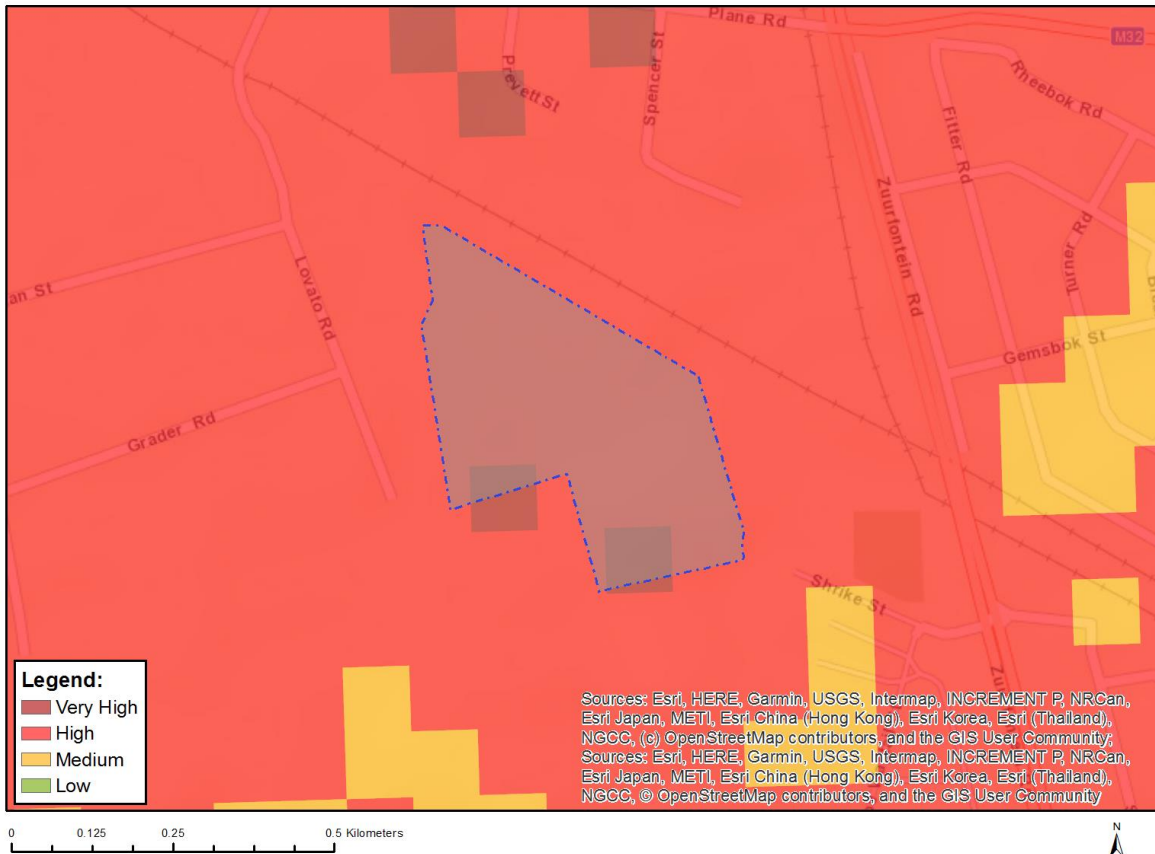 Plane Rd
M32
Prevett St
Spencer St
Rheebok Rd
Fitter Rd
Zuurfontein Rd
Turner Rd
an St
Lovato Rd
Gemsbok St
Grader Rd
Shrike St
Legend:
Very High
High
Medium
Low
Sources: Esri, HERE, Garmin, USGS, Intermap, INCREMENT P, NRCan,
Esri Japan, METI, Esri China (Hong Kong), Esri Korea, Esri (Thailand),
NGCC, (c) OpenStreetMap contributors, and the GIS User Community;
Sources: Esri, HERE, Garmin, USGS, Intermap, INCREMENT P, NRCan,
Esri Japan, METI, Esri China (Hong Kong), Esri Korea, Esri (Thailand),
NGCC, © OpenStreetMap contributors, and the GIS User Community
0 0.125 0.25 0.5 Kilometers
N